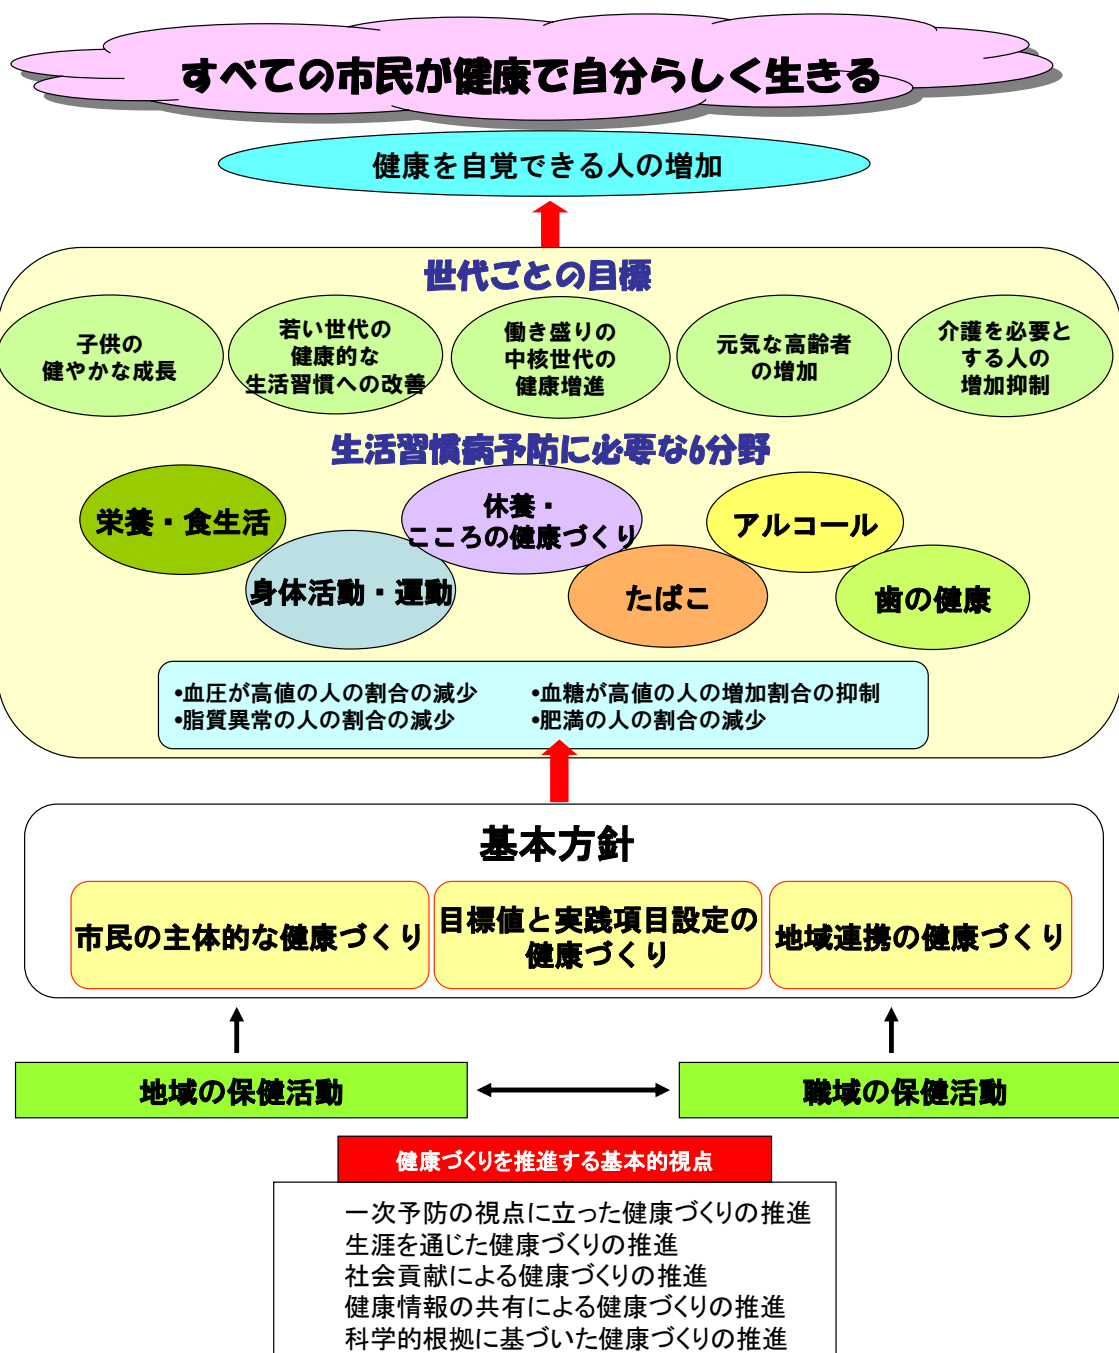 すべての市民が健康で自分らしく生きる
健康を自覚できる人の増加
世代ごとの目標
子供の
健やかな成長
若い世代の
健康的な
生活習慣への改善
働き盛りの
中核世代の
健康増進
元気な高齢者
の増加
介護を必要と
する人の
増加抑制
生活習慣病予防に必要な6分野
栄養・食生活
身体活動・運動
休養・
こころの健康づくり
たばこ
アルコール
歯の健康
•血圧が高値の人の割合の減少
•脂質異常の人の割合の減少
•血糖が高値の人の増加割合の抑制
•肥満の人の割合の減少
基本方針
市民の主体的な健康づくり
目標値と実践項目設定の
健康づくり
地域連携の健康づくり
地域の保健活動
職域の保健活動
健康づくりを推進する基本的視点
一次予防の視点に立った健康づくりの推進
生涯を通じた健康づくりの推進
社会貢献による健康づくりの推進
健康情報の共有による健康づくりの推進
科学的根拠に基づいた健康づくりの推進